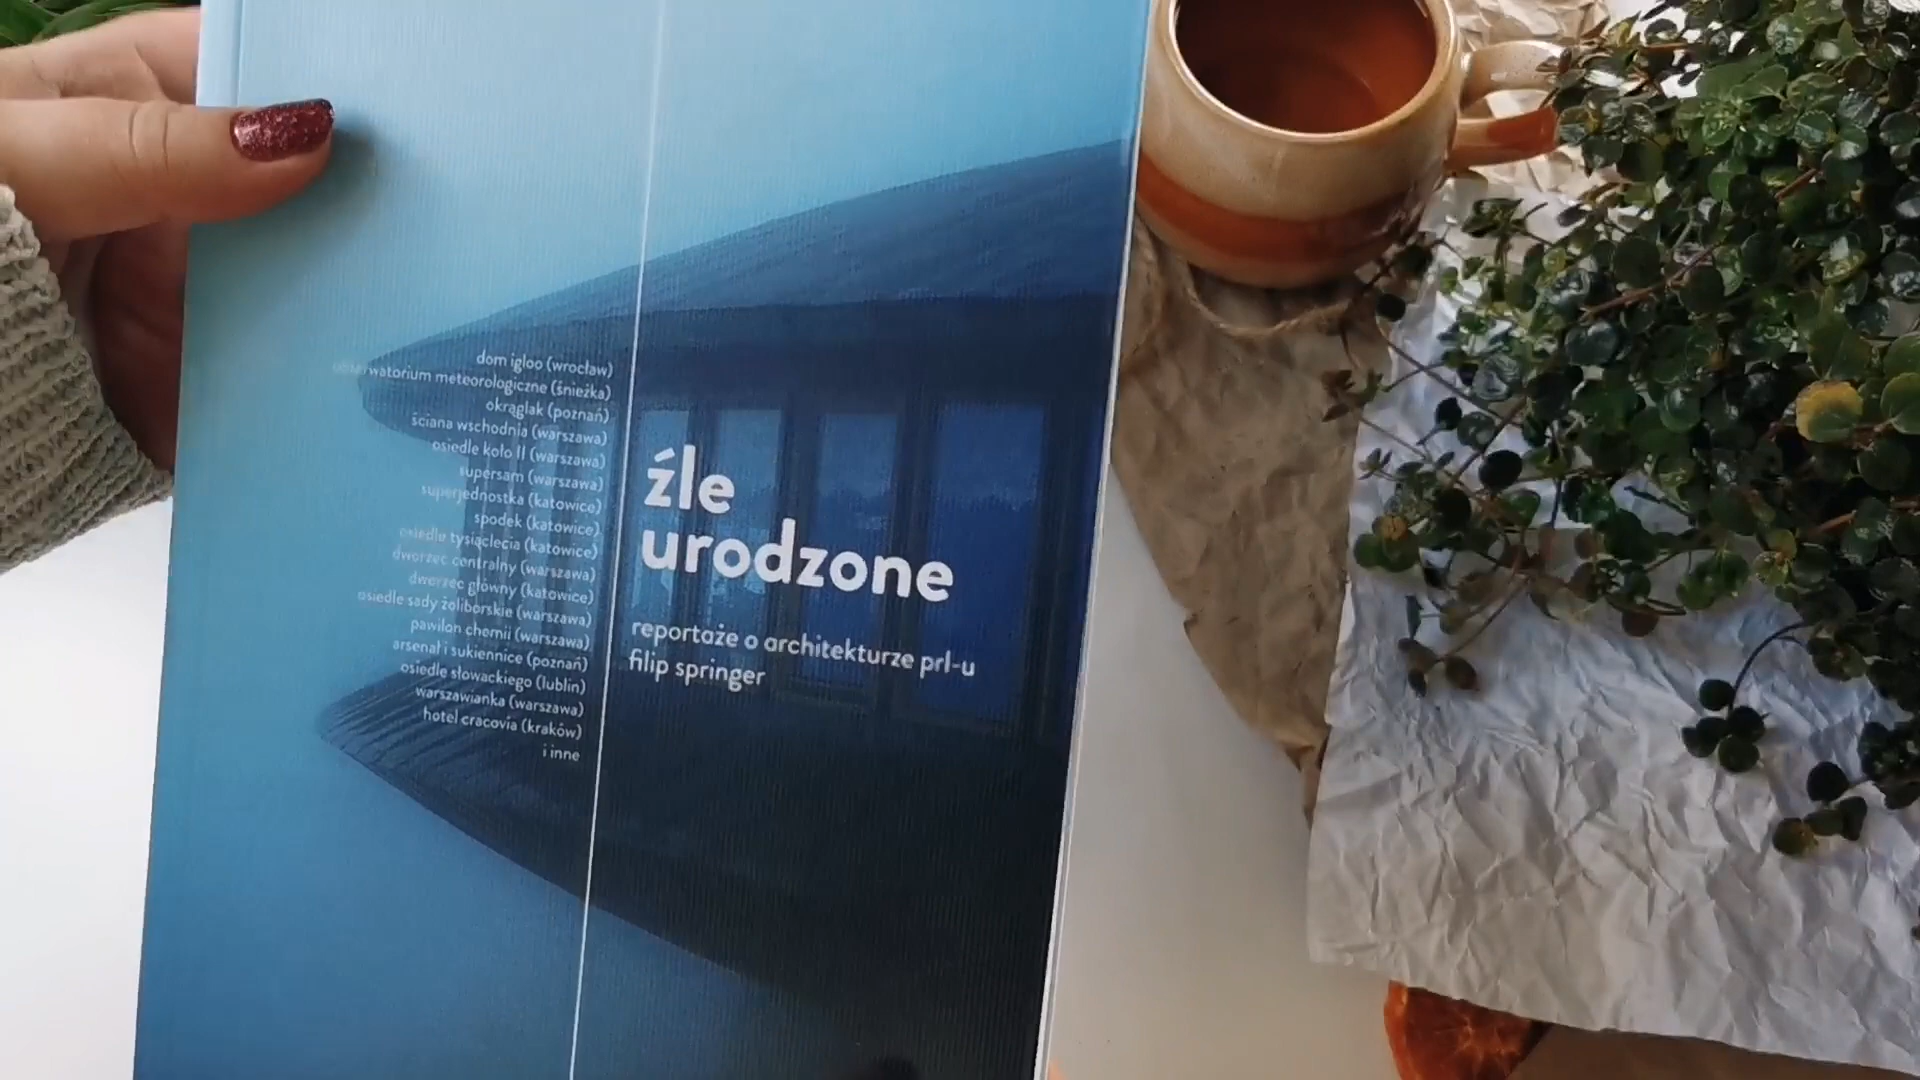 dom igloo (wrocław)
obserwatorium meteorologiczne (śnieżka)
okrąglak (poznań)
ściana wschodnia (warszawa)
osiedle koło II (warszawa)
supersam (warszawa)
superjednostka (katowice)
spodek (katowice)
osiedle tysiąclecia (katowice)
dworzec centralny (warszawa)
dworzec główny (katowice)
osiedle sady żoliborskie (warszawa)
pawilon chemii (warszawa)
arsenał i sukiennice (poznań)
osiedle słowackiego (lublin)
warszawianka (warszawa)
hotel cracovia (kraków)
i inne
źle
urodzone
reportaże o architekturze prl-u
filip springer